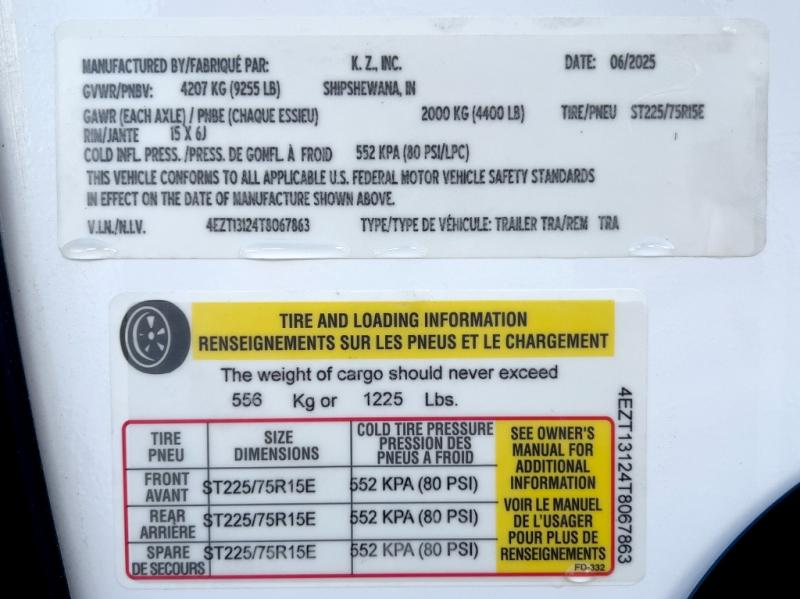 MANUFACTURED BY/FABRIQUÉ PAR: K. Z., INC. DATE: 06/2025
GVWR/PNBV: 4207 KG (9255 LB) SHIPSHEWANA, IN
GAWR (EACH AXLE) / PNBE (CHAQUE ESSIEU) 2000 KG (4400 LB) TIRE/PNEU ST225/75R15E
RIM/JANTE 15 X 6J
COLD INFL. PRESS. /PRESS. DE GONFL. À FROID 552 KPA (80 PSI/LPC)
THIS VEHICLE CONFORMS TO ALL APPLICABLE U.S. FEDERAL MOTOR VEHICLE SAFETY STANDARDS
IN EFFECT ON THE DATE OF MANUFACTURE SHOWN ABOVE.
V.I.N./N.I.V. 4EZT13124T8067863 TYPE/TYPE DE VÉHICULE: TRAILER TRA/REM TRA
TIRE AND LOADING INFORMATION
RENSEIGNEMENTS SUR LES PNEUS ET LE CHARGEMENT
The weight of cargo should never exceed
556 Kg or 1225 Lbs.
TIRE
PNEU
SIZE
DIMENSIONS
COLD TIRE PRESSURE
PRESSION DES
PNEUS A FROID
FRONT
AVANT
ST225/75R15E
552 KPA (80 PSI)
REAR
ARRIÈRE
ST225/75R15E
552 KPA (80 PSI)
SPARE
DE SECOURS
ST225/75R15E
552 KPA (80 PSI)
SEE OWNER'S
MANUAL FOR
ADDITIONAL
INFORMATION
VOIR LE MANUEL
DE L'USAGER
POUR PLUS DE
RENSEIGNEMENTS
FD-332
4EZT13124T8067863